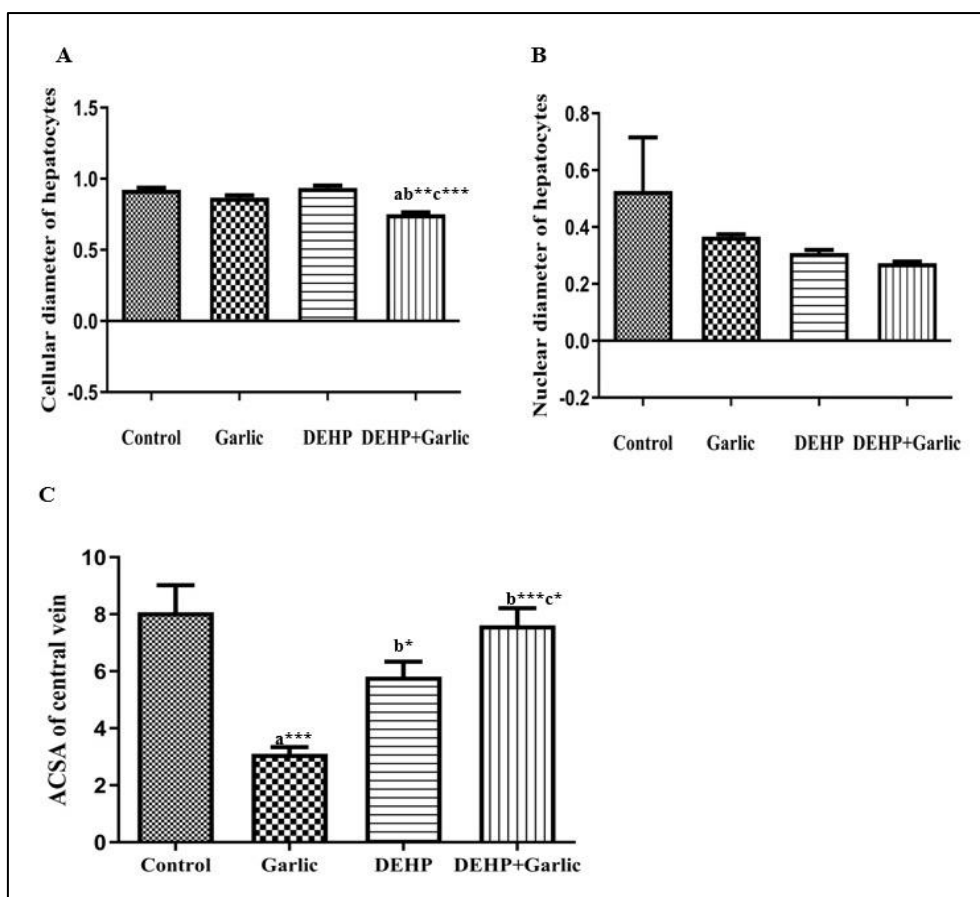 A
Cellular diameter of hepatocytes
1.5
1.0
0.5
0.0
-0.5
ab**c***
Control Garlic DEHP DEHP+Garlic
B
Nuclear diameter of hepatocytes
0.8
0.6
0.4
0.2
0.0
-0.2
Control Garlic DEHP DEHP+Garlic
C
ACSA of central vein
10
8
6
4
2
0
a***
b*
b***c*
Control Garlic DEHP DEHP+Garlic